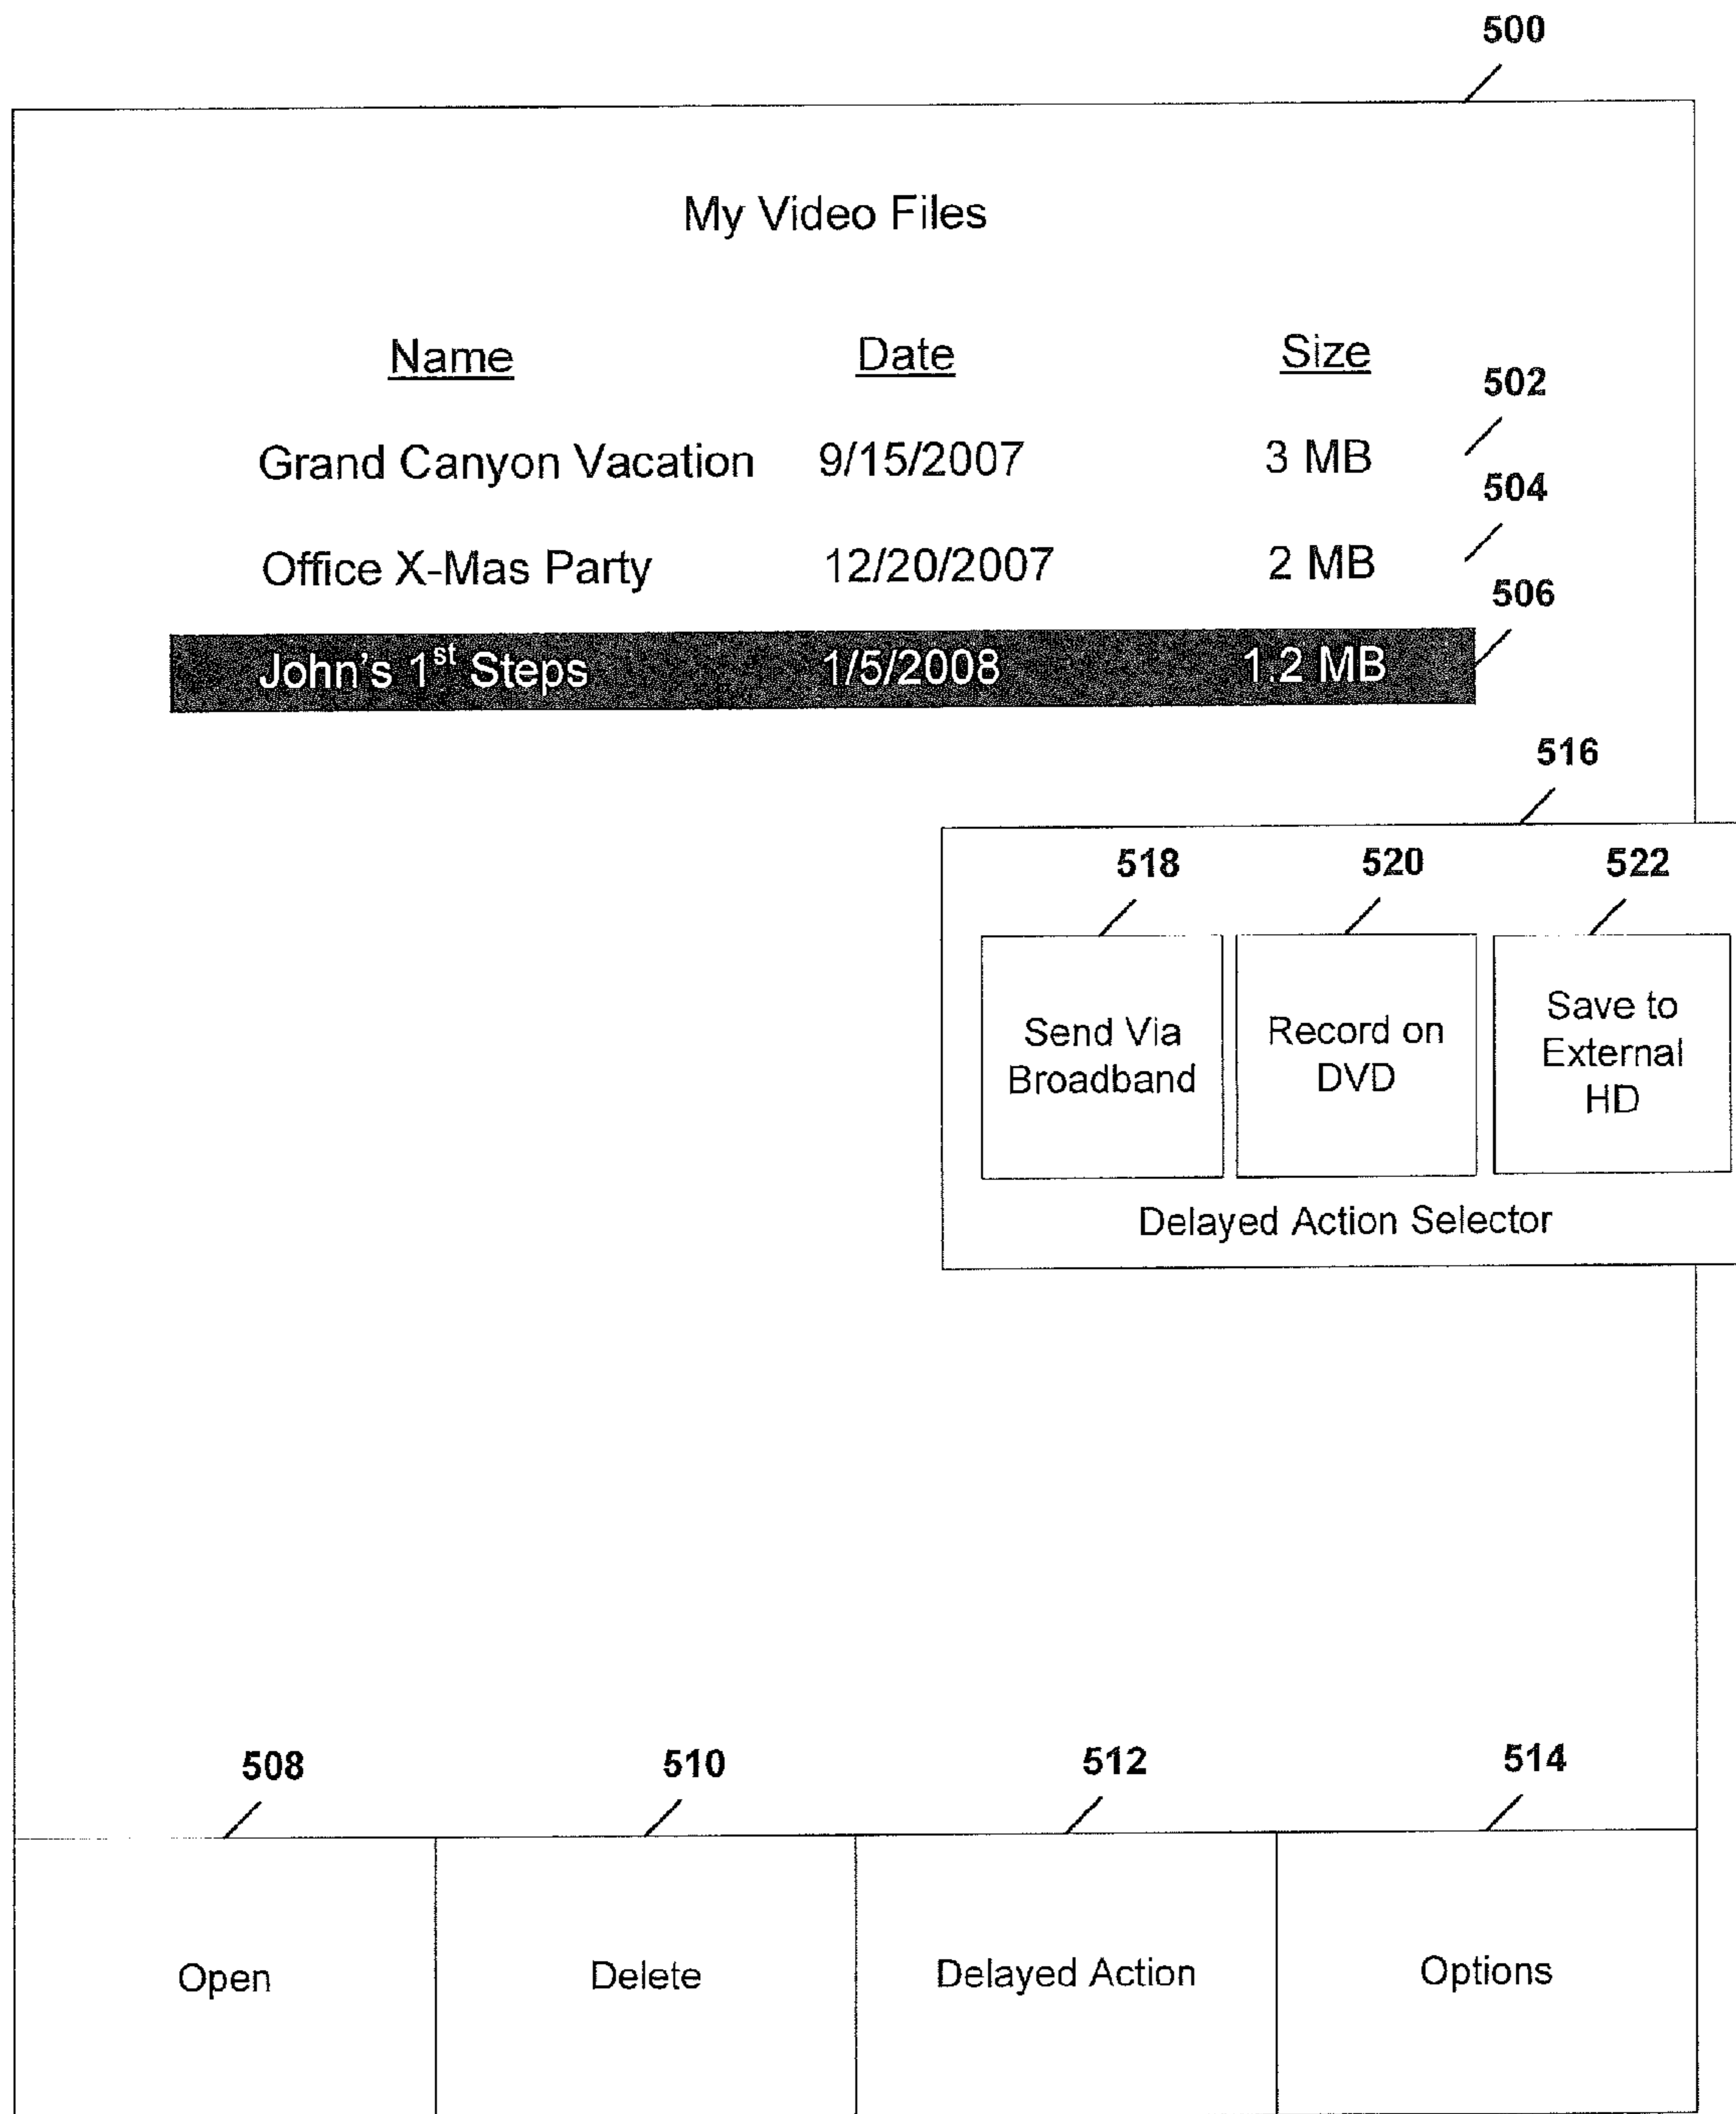 500
My Video Files
Name Date Size
502
Grand Canyon Vacation 9/15/2007 3 MB
504
Office X-Mas Party 12/20/2007 2 MB
506
John's 1st Steps 1/5/2008 1.2 MB
516
518 520 522
Send Via
Broadband
Record on
DVD
Save to
External
HD
Delayed Action Selector
508 510 512 514
Open Delete Delayed Action Options